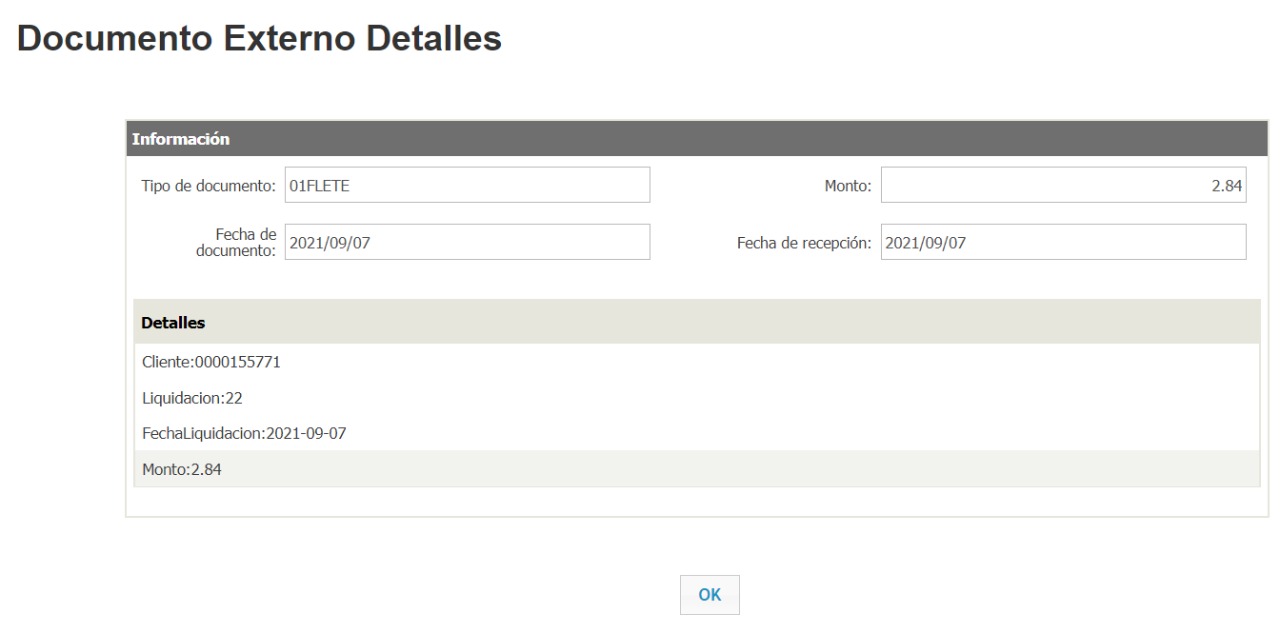 Documento Externo Detalles
Información
Tipo de documento: 01FLETE
Monto: 2.84
Fecha de
documento: 2021/09/07
Fecha de recepción: 2021/09/07
Detalles
Cliente:0000155771
Liquidacion:22
FechaLiquidacion:2021-09-07
Monto:2.84
OK